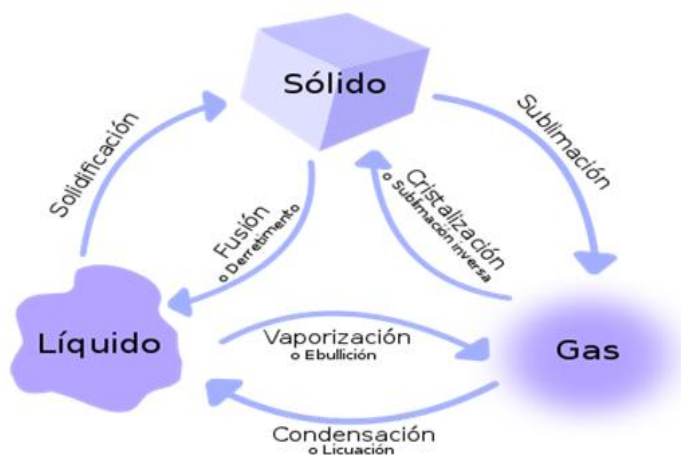 Sólido
Solidificación
Sublimación
Fusión
o Derretimento
Cristalización
o Sublimación inversa
Líquido
Vaporización
o Ebullición
Gas
Condensación
o Licuación